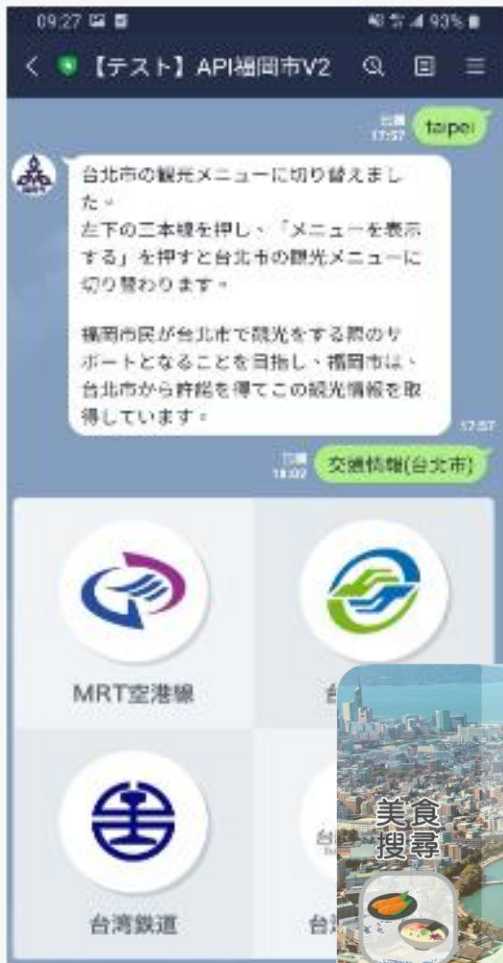 09:27
93%
【テスト】API福岡市V2
taipei
17:57
台北市の観光メニューに切り替えまし
た。
左下の三本線を押し、「メニューを表示
する」を押すと台北市の観光メニューに
切り替わります。
福岡市民が台北市で観光をする際のサ
ポートとなることを目指し、福岡市は、
台北市から許諾を得てこの観光情報を取
得しています。
17:57
交通情報(台北市)
18:02
MRT空港線
台湾鉄道
美食
搜尋